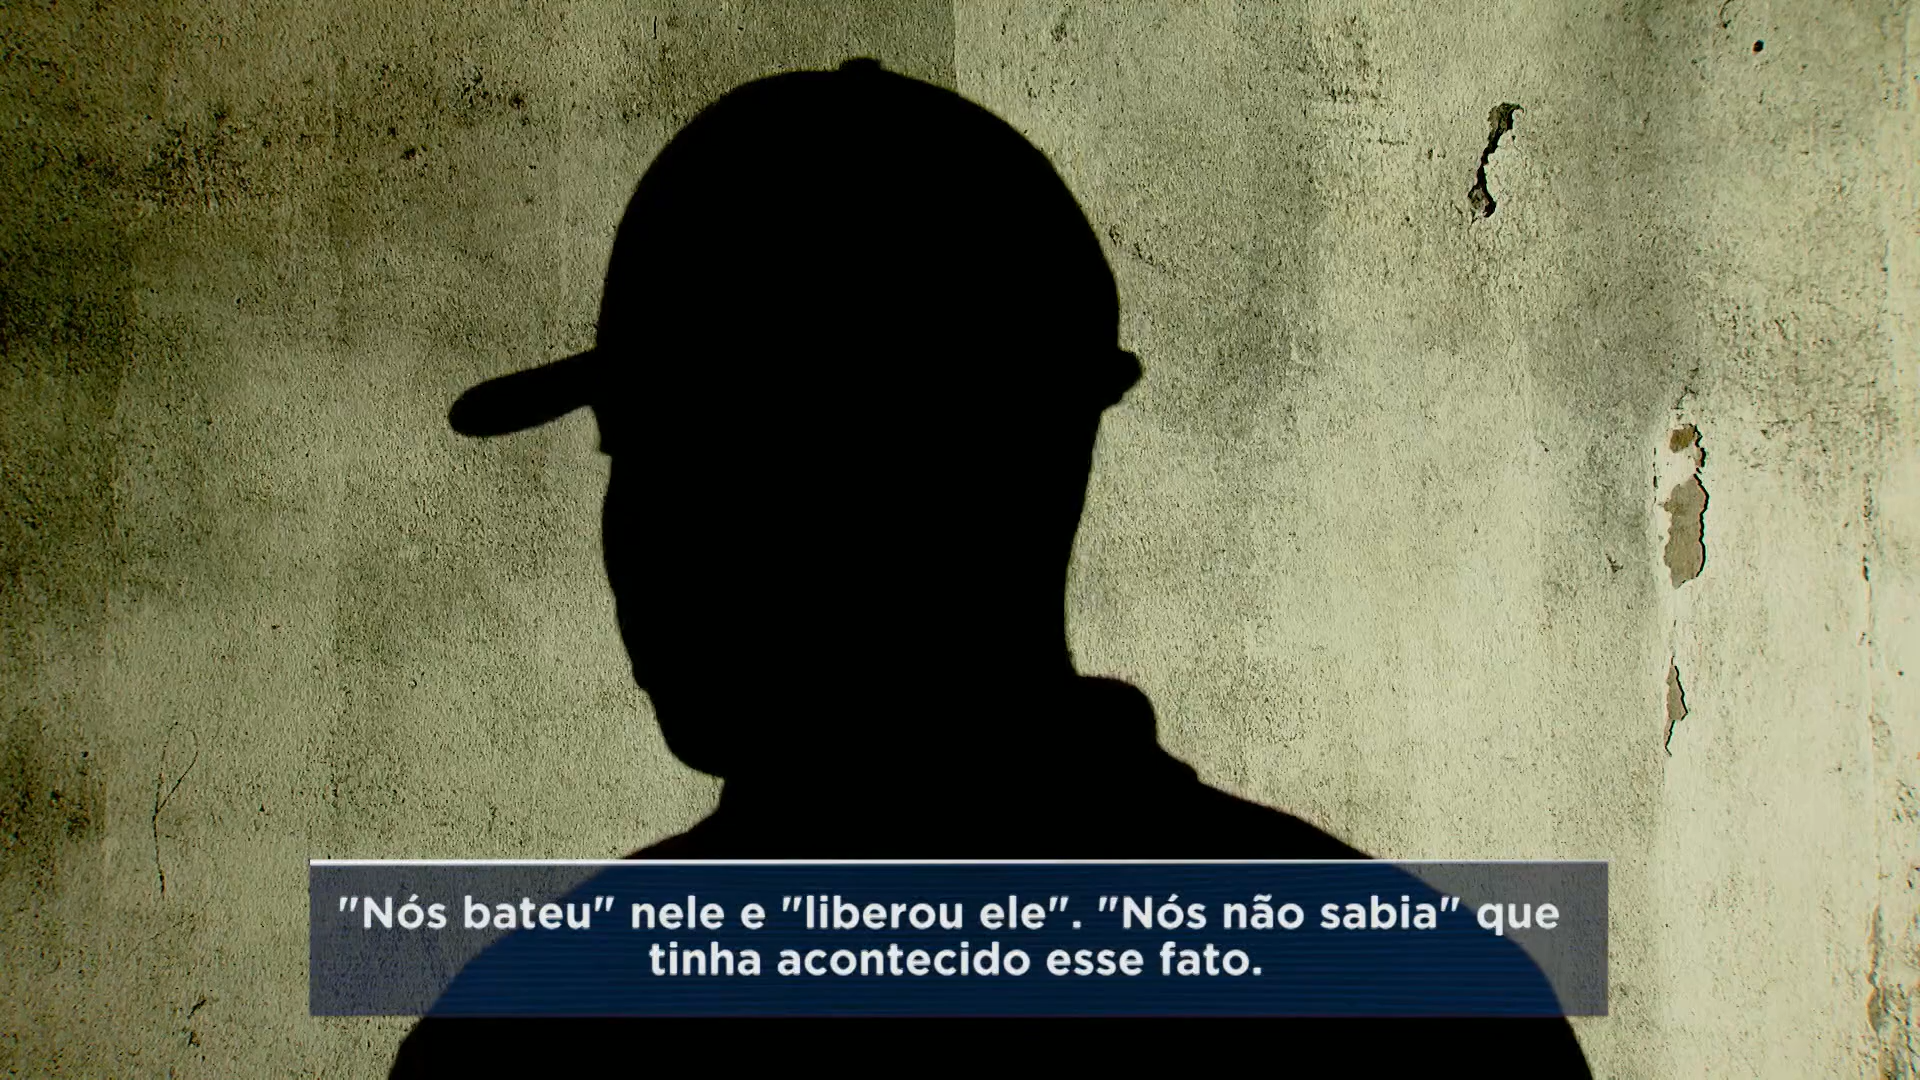 "Nós bateu" nele e "liberou ele". "Nós não sabia" que
tinha acontecido esse fato.